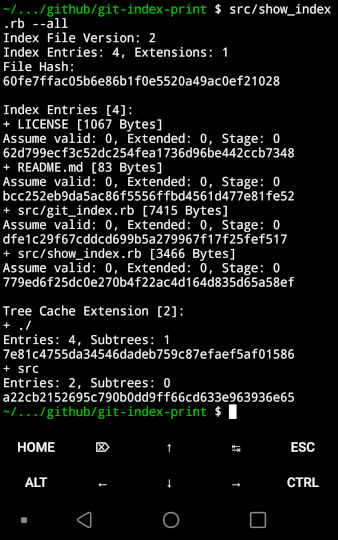 ~/.../github/git-index-print $ src/show_index
.rb --all
Index File Version: 2
Index Entries: 4, Extensions: 1
File Hash:
60fe7ffac05b6e86b1f0e5520a49ac0ef21028

Index Entries [4]:
+ LICENSE [1067 Bytes]
Assume valid: 0, Extended: 0, Stage: 0
62d799ecf3c52dc254fea1736d96be442ccb7348
+ README.md [83 Bytes]
Assume valid: 0, Extended: 0, Stage: 0
bcc252eb9da5ac86f5556ffbd4561d477e81fe52
+ src/git_index.rb [7415 Bytes]
Assume valid: 0, Extended: 0, Stage: 0
dfe1c29f67cddcd699b5a279967f17f25fef517
+ src/show_index.rb [3466 Bytes]
Assume valid: 0, Extended: 0, Stage: 0
779ed6f25dc0e270b4f22ac4d164d835d65a58ef

Tree Cache Extension [2]:
+ ./
Entries: 4, Subtrees: 1
7e81c4755da34546dadeb759c87efaef5af01586
+ src
Entries: 2, Subtrees: 0
a22cb2152695c790b0dd9ff66cd633e963936e65
~/.../github/git-index-print $
HOME ⌦ ↑ ↹ ESC
ALT ← ↓ → CTRL